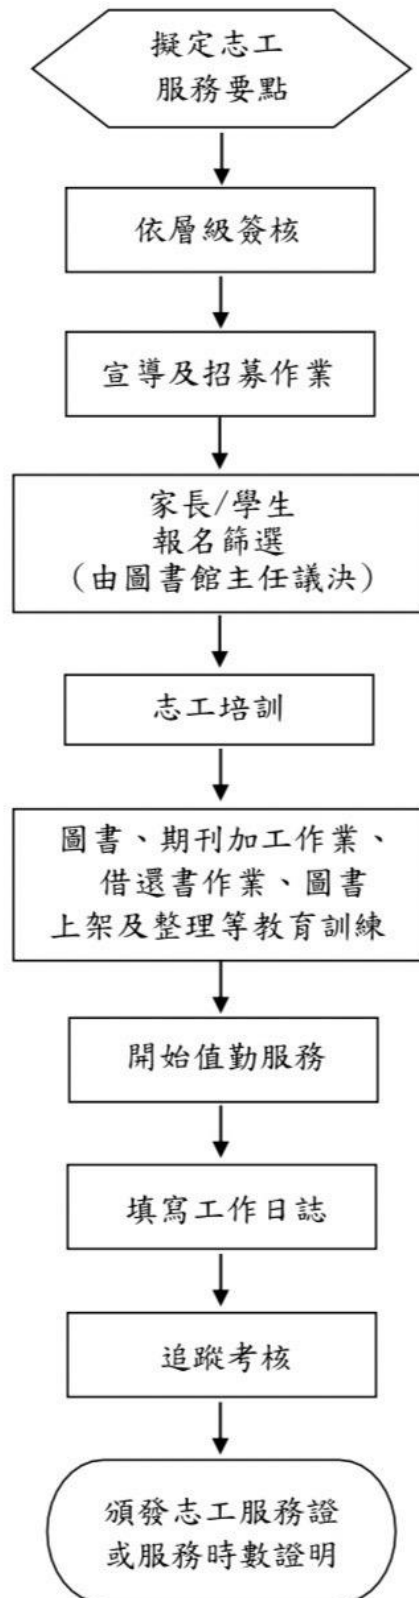 擬定志工
服務要點
依層級簽核
宣導及招募作業
家長/學生
報名篩選
（由圖書館主任議決）
志工培訓
圖書、期刊加工作業、
借還書作業、圖書
上架及整理等教育訓練
開始值勤服務
填寫工作日誌
追蹤考核
頒發志工服務證
或服務時數證明